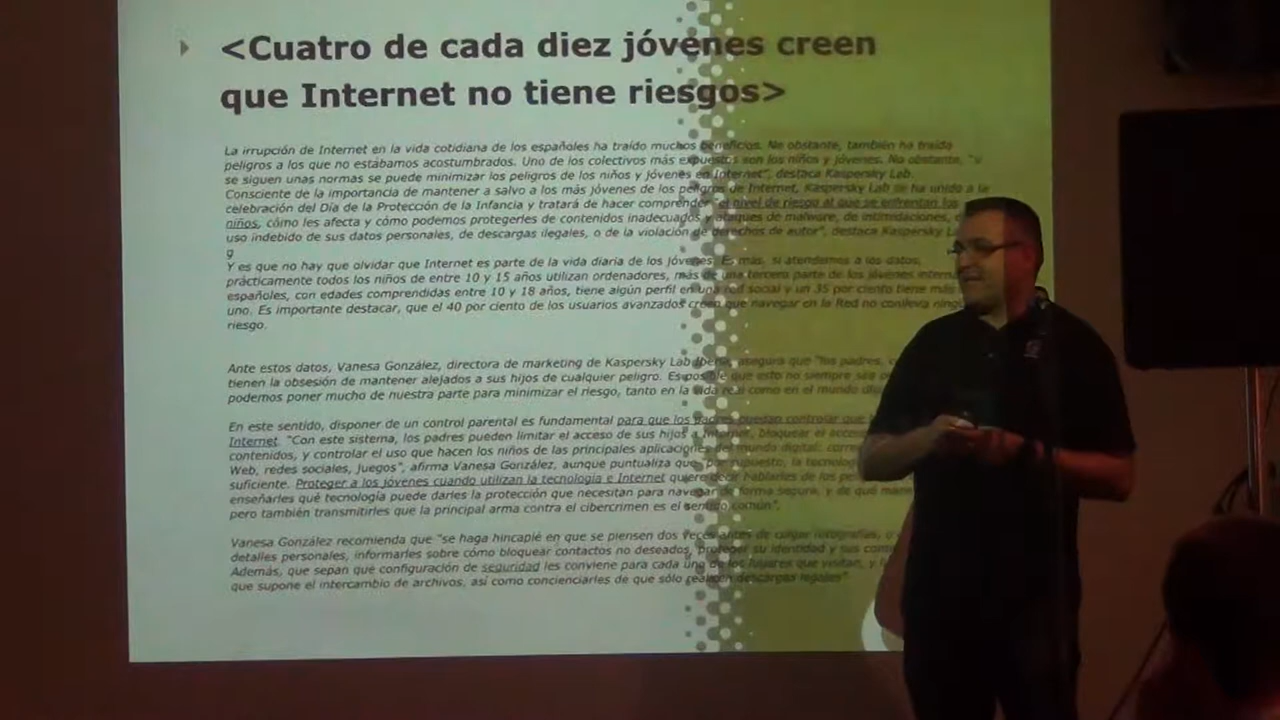 <Cuatro de cada diez jóvenes creen
que Internet no tiene riesgos>
La irrupción de Internet en la vida cotidiana de los españoles ha traído muchos beneficios. No obstante, también ha traído
peligros a los que no estábamos acostumbrados. Uno de los colectivos más expuestos son los niños y jóvenes. No obstante, "y
se siguen unas normas se puede minimizar los peligros de los niños y jóvenes en Internet", destaca Kaspersky Lab.
Consciente de la importancia de mantener a salvo a los más jóvenes de los peligros de Internet, Kaspersky Lab se ha unido a la
celebración del Día de la Protección de la Infancia y tratará de hacer comprender "el nivel de riesgo al que se enfrentan los
niños, cómo les afecta y cómo podemos protegerles de contenidos inadecuados y ataques de malware, de intimidaciones,
uso indebido de sus datos personales, de descargas ilegales, o de la violación de derechos de autor", destaca Kaspersky
g
Y es que no hay que olvidar que Internet es parte de la vida diaria de los jóvenes. Es más, si atendemos a los datos,
prácticamente todos los niños de entre 10 y 15 años utilizan ordenadores, más de una tercera parte de los jóvenes
españoles, con edades comprendidas entre 10 y 18 años, tiene algún perfil en una red social y un 35 por ciento tiene más
uno. Es importante destacar, que el 40 por ciento de los usuarios avanzados creen que navegar en la Red no conlleva
riesgo.
Ante estos datos, Vanesa González, directora de marketing de Kaspersky Lab Iberia, asegura que "los padres,
tienen la obsesión de mantener alejados a sus hijos de cualquier peligro. Es posible que esto no siempre sea
podemos poner mucho de nuestra parte para minimizar el riesgo, tanto en la vida real como en el mundo
En este sentido, disponer de un control parental es fundamental para que los padres puedan controlar que
Internet. "Con este sistema, los padres pueden limitar el acceso de sus hijos a Internet, bloquear el acceso
contenidos, y controlar el uso que hacen los niños de las principales aplicaciones del mundo digital:
Web, redes sociales, juegos", afirma Vanesa González, aunque puntualiza que, por supuesto, la
suficiente. Proteger a los jóvenes cuando utilizan la tecnología e Internet quiere decir hablarles de los
enseñarles qué tecnología puede darles la protección que necesitan para navegar de forma segura, y de qué
pero también transmitirles que la principal arma contra el cibercrimen es el sentido común".
Vanesa González recomienda que "se haga hincapié en que se piensen dos veces antes de colgar fotografías,
detalles personales, informarles sobre cómo bloquear contactos no deseados, proteger su identidad y sus
Además, que sepan qué configuración de seguridad les conviene para cada uno de los lugares que visitan, y
que supone el intercambio de archivos, así como concienciarles de que sólo realicen descargas legales"